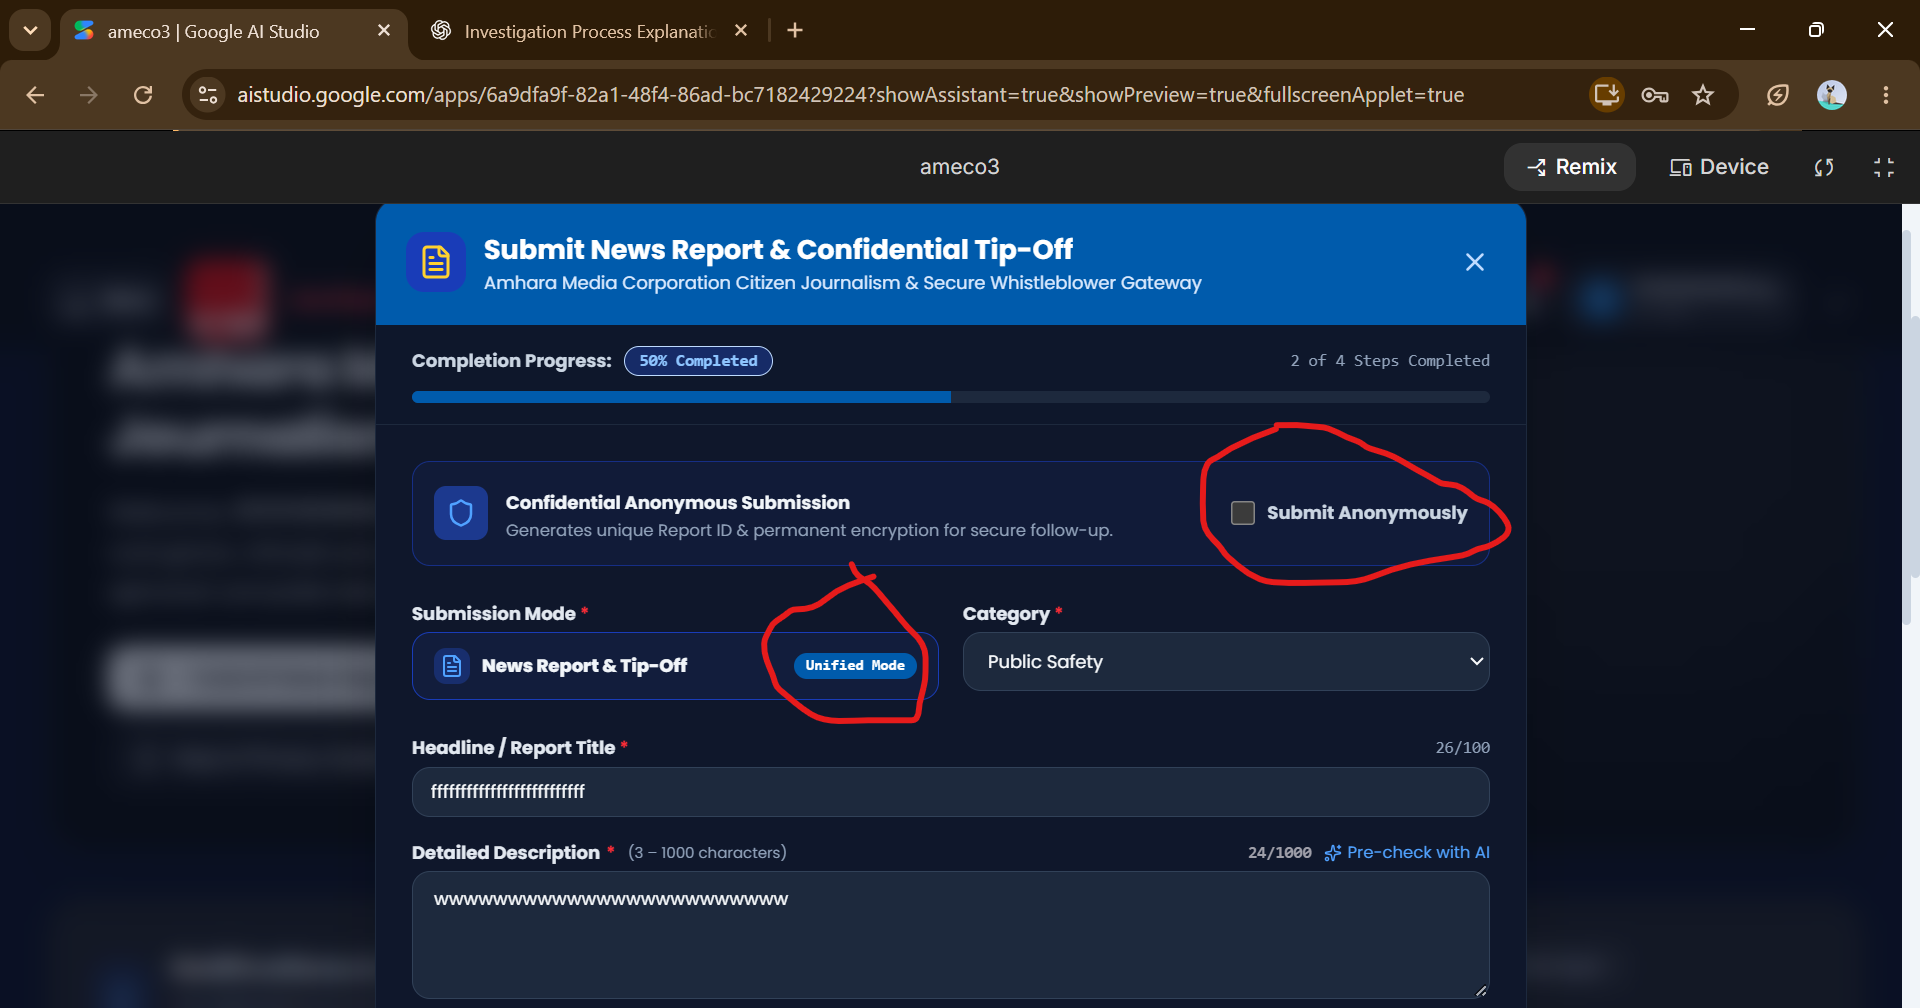 ameco3 | Google AI Studio
Investigation Process Explanatio
aistudio.google.com/apps/6a9dfa9f-82a1-48f4-86ad-bc7182429224?showAssistant=true&showPreview=true&fullscreenApplet=true
ameco3
Remix
Device
Submit News Report & Confidential Tip-Off
Amhara Media Corporation Citizen Journalism & Secure Whistleblower Gateway
Completion Progress: 50% Completed
2 of 4 Steps Completed
Confidential Anonymous Submission
Generates unique Report ID & permanent encryption for secure follow-up.
Submit Anonymously
Submission Mode *
Category *
News Report & Tip-Off
Unified Mode
Public Safety
Headline / Report Title *
26/100
ffffffffffffffffffffffffff
Detailed Description * (3 – 1000 characters)
24/1000
Pre-check with AI
wwwwwwwwwwwwwwwwwwwwwwww